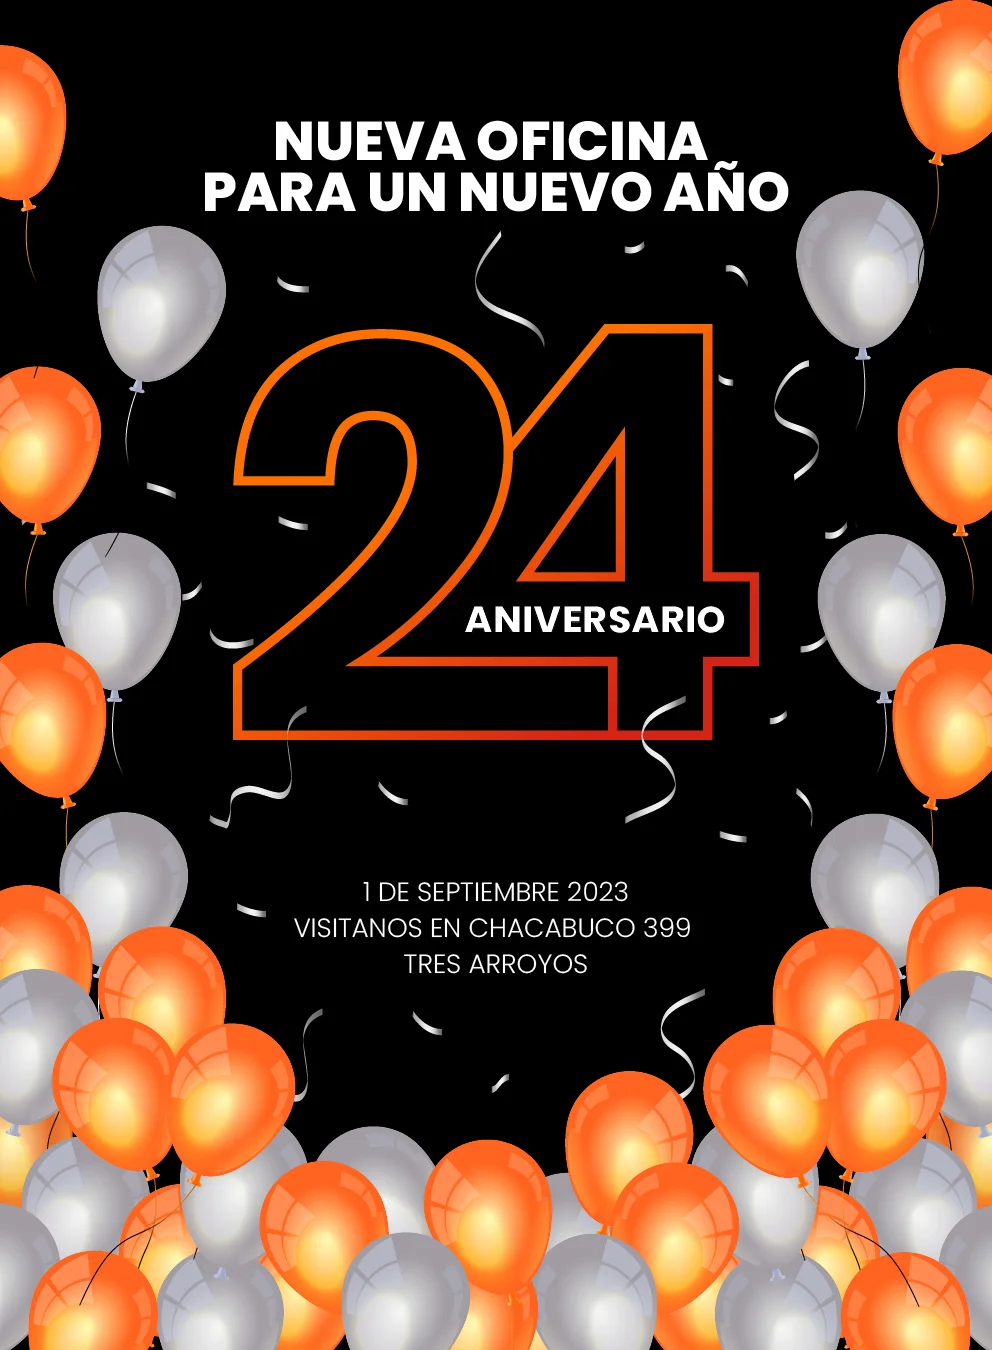 NUEVA OFICINA
PARA UN NUEVO AÑO
24
ANIVERSARIO
1 DE SEPTIEMBRE 2023
VISITANOS EN CHACABUCO 399
TRES ARROYOS